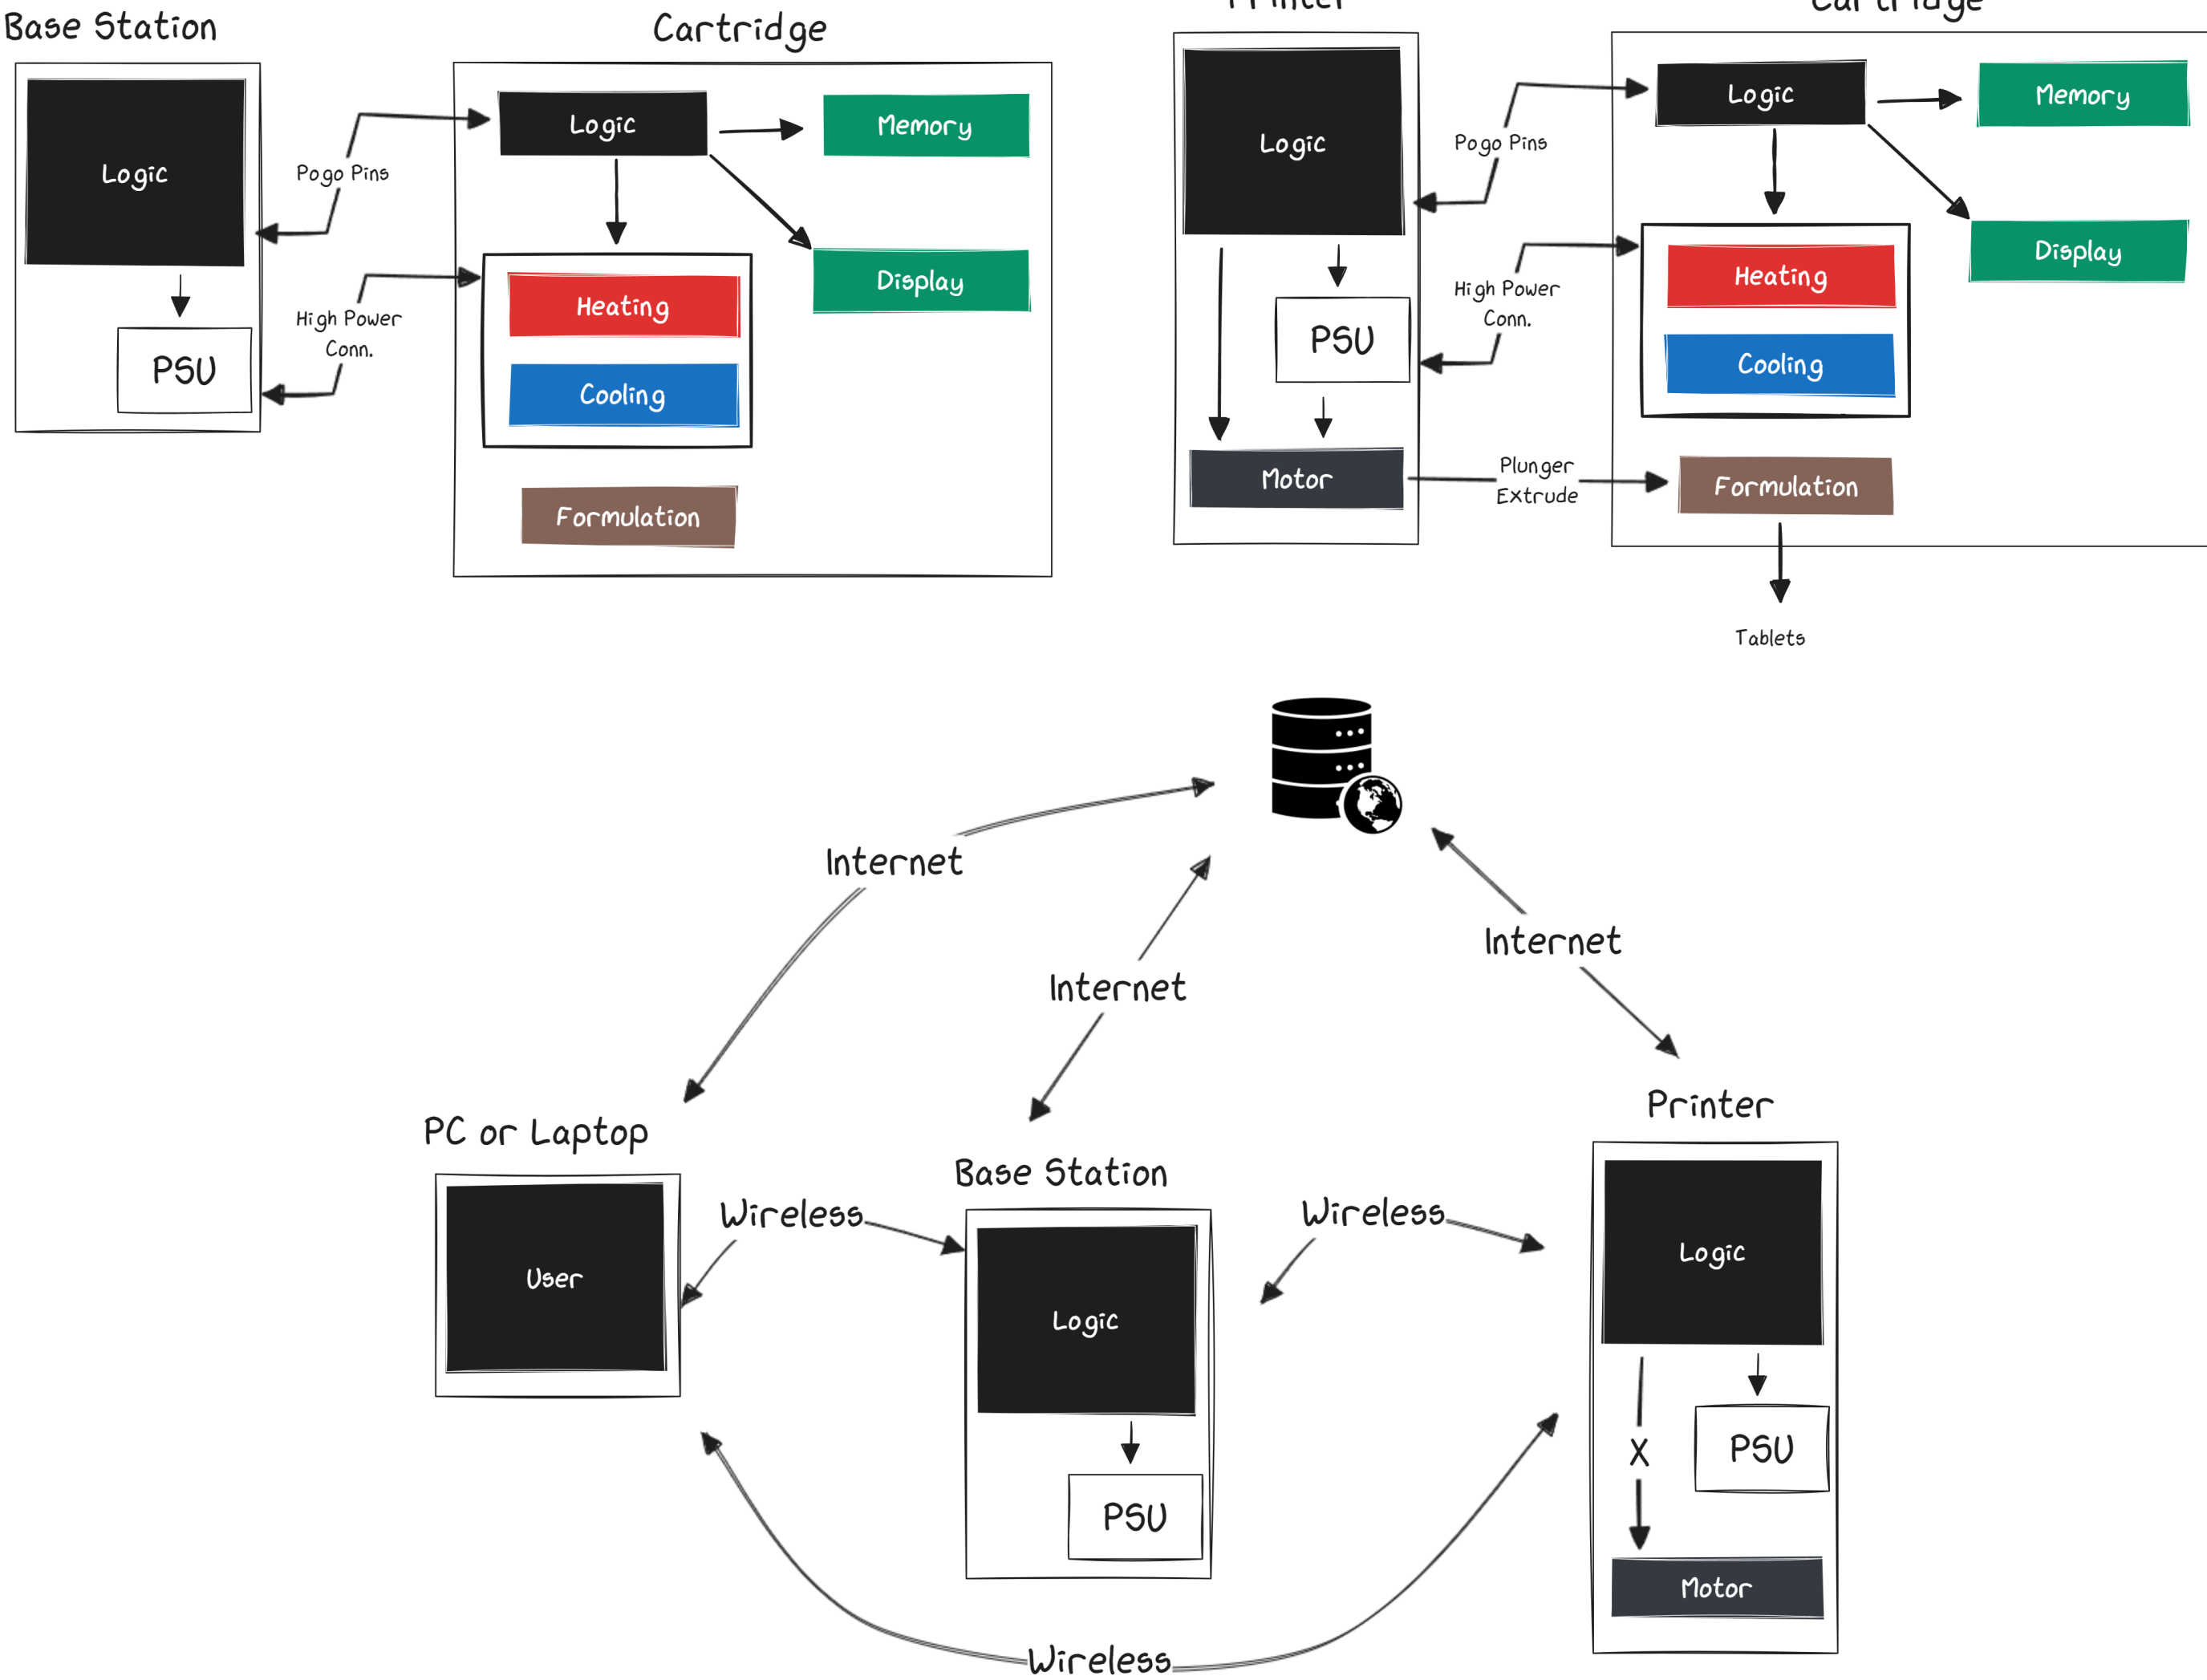 Base Station
Cartridge
Printer
Cartridge
Logic
Pogo Pins
High Power
Conn.
PSU
Logic
Memory
Display
Heating
Cooling
Formulation
Logic
Pogo Pins
High Power
Conn.
PSU
Motor
Plunger
Extrude
Logic
Memory
Display
Heating
Cooling
Formulation
Tablets
Internet
Internet
Internet
PC or Laptop
User
Wireless
Base Station
Logic
PSU
Wireless
Printer
Logic
X
PSU
Motor
Wireless